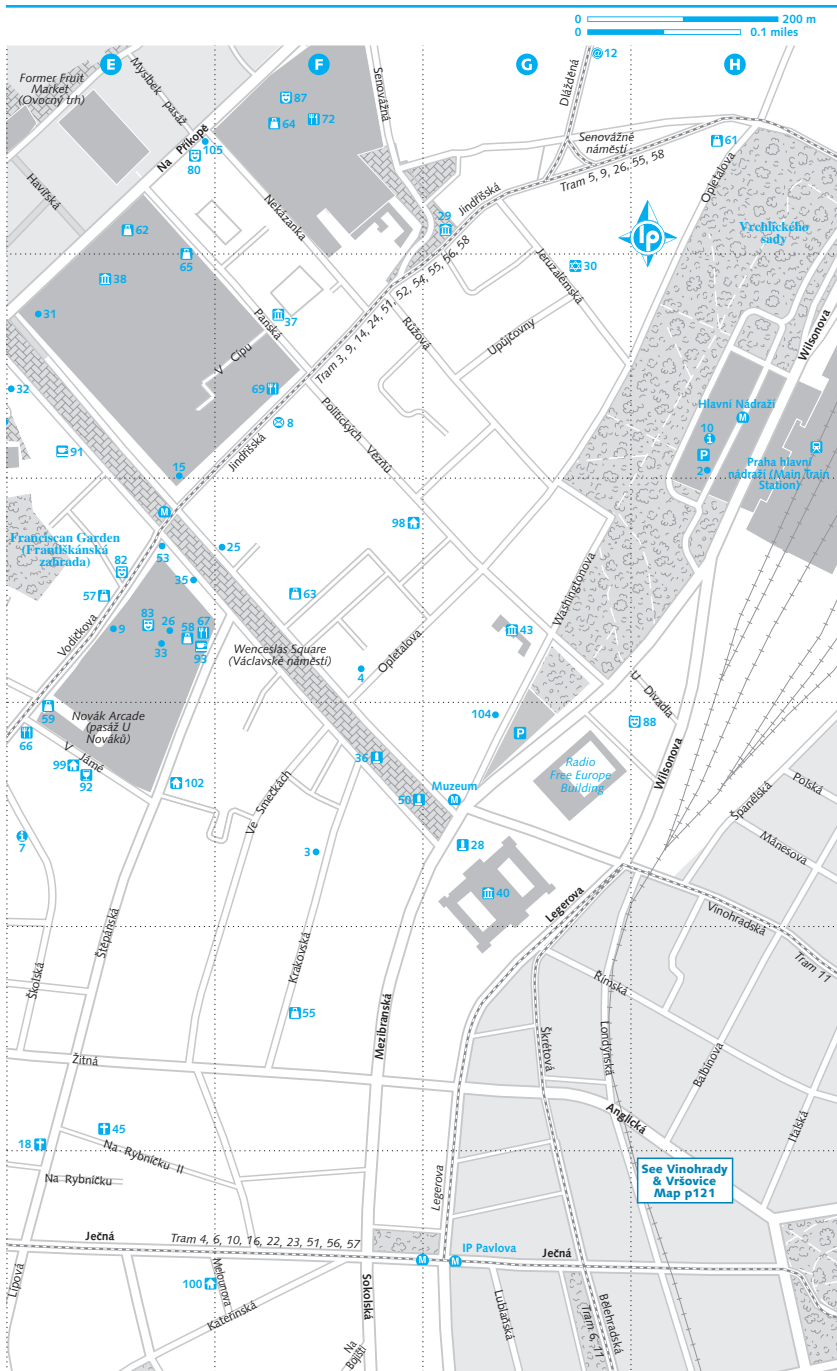 0 200 m
0 0.1 miles
E
F
G
H
@12
Former Fruit
Market
(Ovocný trh)
Myslbek pasáž
Na Příkopě
105
80
Havířská
87
64
72
Senovážná
Dlážděná
Senovážné
náměstí
Tram 5, 9, 26, 55, 58
61
Opletalova
Nekázanka
29
Jindřišská
lp
Vrchlického
sady
62
65
38
31
Jeruzalémská
30
37
Panská
V Cípu
Tram 3, 9, 14, 24, 51, 52, 54, 55, 56, 58
Růžová
Upújčovny
Wilsonova
32
69
8
Jindřišská
Politických Vězňů
Hlavní Nádraží
M
10
i
P
2
Praha hlavní
nádraží (Main Train
Station)
91
15
M
98
Franciscan Garden
(Františkánská
zahrada)
53
25
82
35
57
63
Washingtonova
Vodičkova
9
83
26
58
67
33
93
43
Wenceslas Square
(Václavské náměstí)
4
Opletalova
U Divadla
59
Novák Arcade
(pasáž U
Nováků)
104
P
88
66
V Jámě
99
92
102
36
Muzeum
50
M
Radio
Free Europe
Building
Wilsonova
Polská
Španělská
Mánesova
i
7
Ve Smečkách
3
28
40
Legerova
Vinohradská
Tram 11
Štěpánská
Školská
Krakovská
55
Mezibranská
Římská
Škrétova
Londýnská
Balbínova
Žitná
Anglická
Italská
45
18
Na Rybníčku II
Na Rybníčku
Legerova
See Vinohrady
& Vršovice
Map p121
Ječná
Tram 4, 6, 10, 16, 22, 23, 51, 56, 57
IP Pavlova
M
M
Ječná
Lípová
100
Melounova
Kateřinská
Sokolská
Na
Bojišti
Lublaňská
Bělehradská
Tram 6, 11